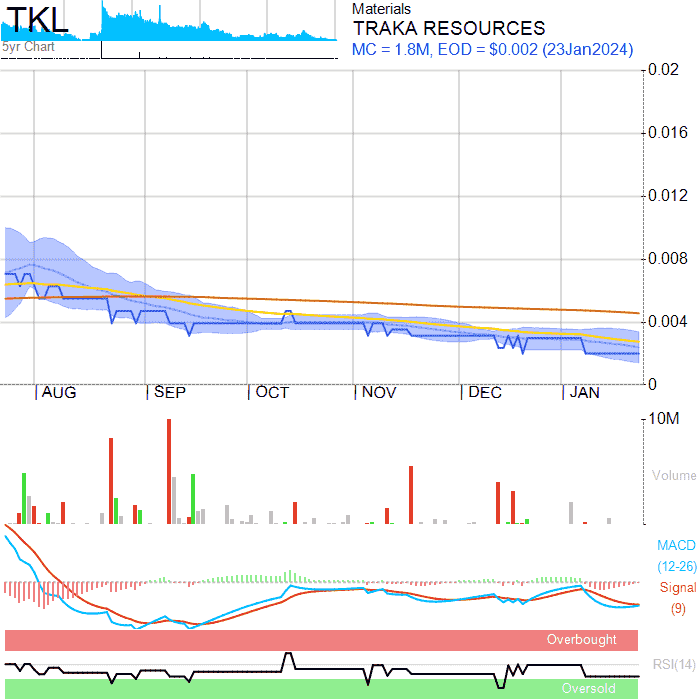 TKL
5yr Chart
Materials
TRAKA RESOURCES
MC = 1.8M, EOD = $0.002 (23Jan2024)
0.02
0.016
0.012
0.008
0.004
0
AUG SEP OCT NOV DEC JAN
10M
Volume
MACD
(12-26)
Signal
(9)
Overbought
RSI(14)
Oversold